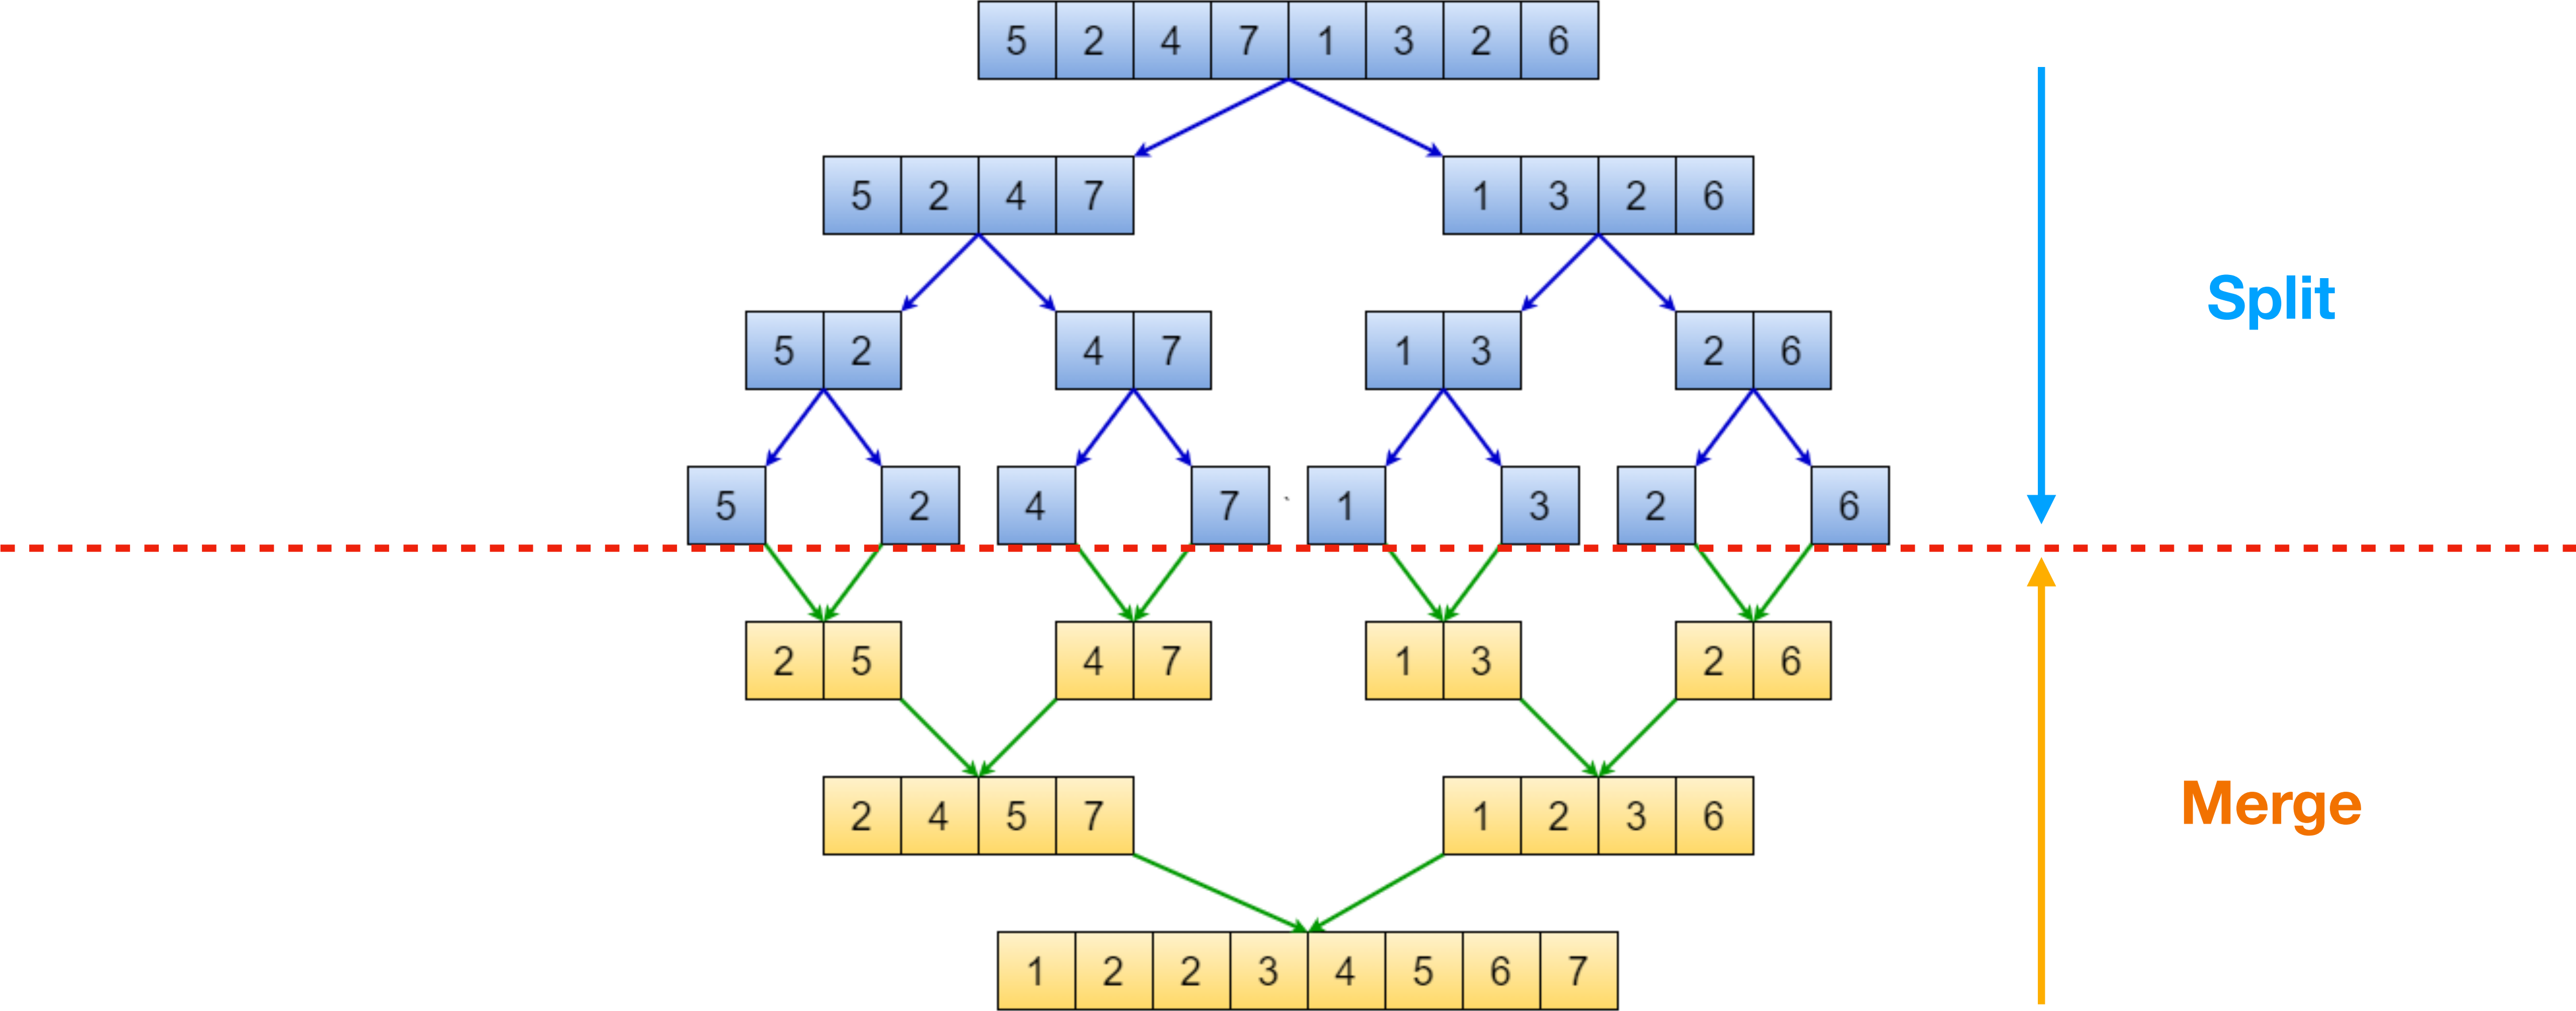 5 2 4 7 1 3 2 6
5 2 4 7 1 3 2 6
Split
5 2 4 7 1 3 2 6
5 2 4 7 ` 1 3 2 6
2 5 4 7 1 3 2 6
2 4 5 7 1 2 3 6
Merge
1 2 2 3 4 5 6 7